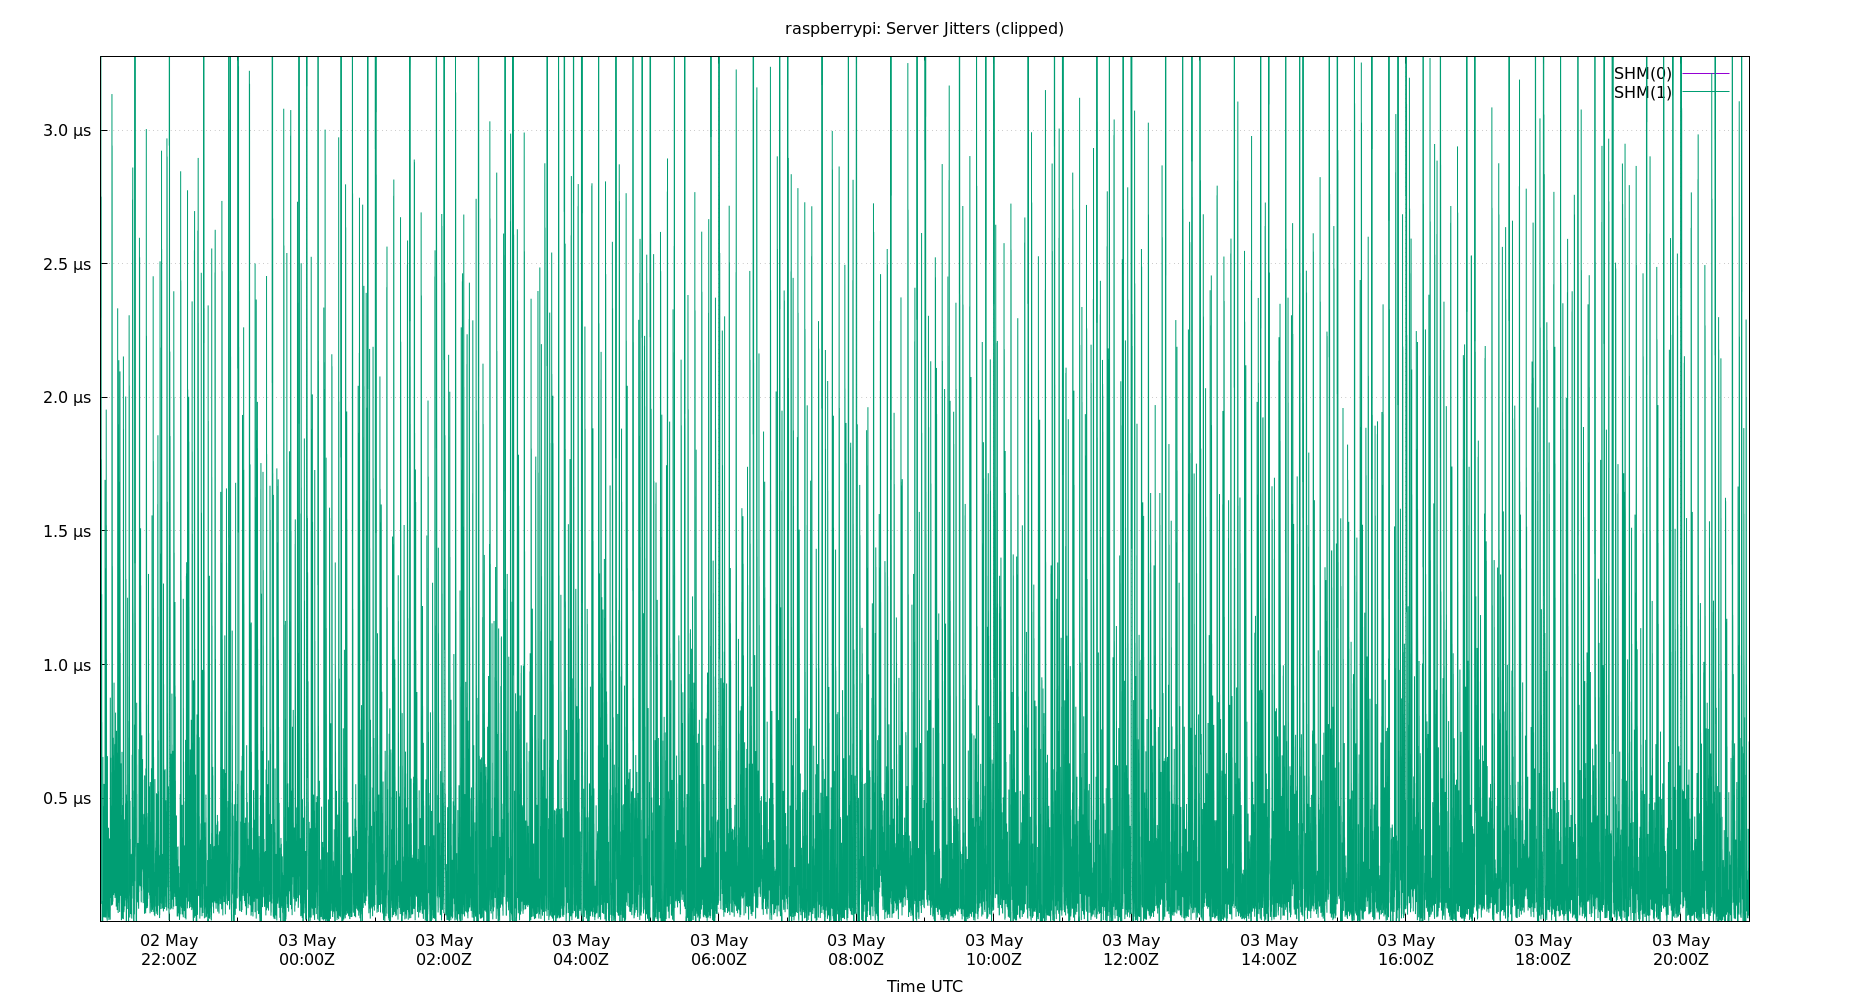 raspberrypi: Server Jitters (clipped)
SHM(0)
SHM(1)
3.0 µs
2.5 µs
2.0 µs
1.5 µs
1.0 µs
0.5 µs
02 May 03 May 03 May 03 May 03 May 03 May 03 May 03 May 03 May 03 May 03 May 03 May
22:00Z 00:00Z 02:00Z 04:00Z 06:00Z 08:00Z 10:00Z 12:00Z 14:00Z 16:00Z 18:00Z 20:00Z
Time UTC